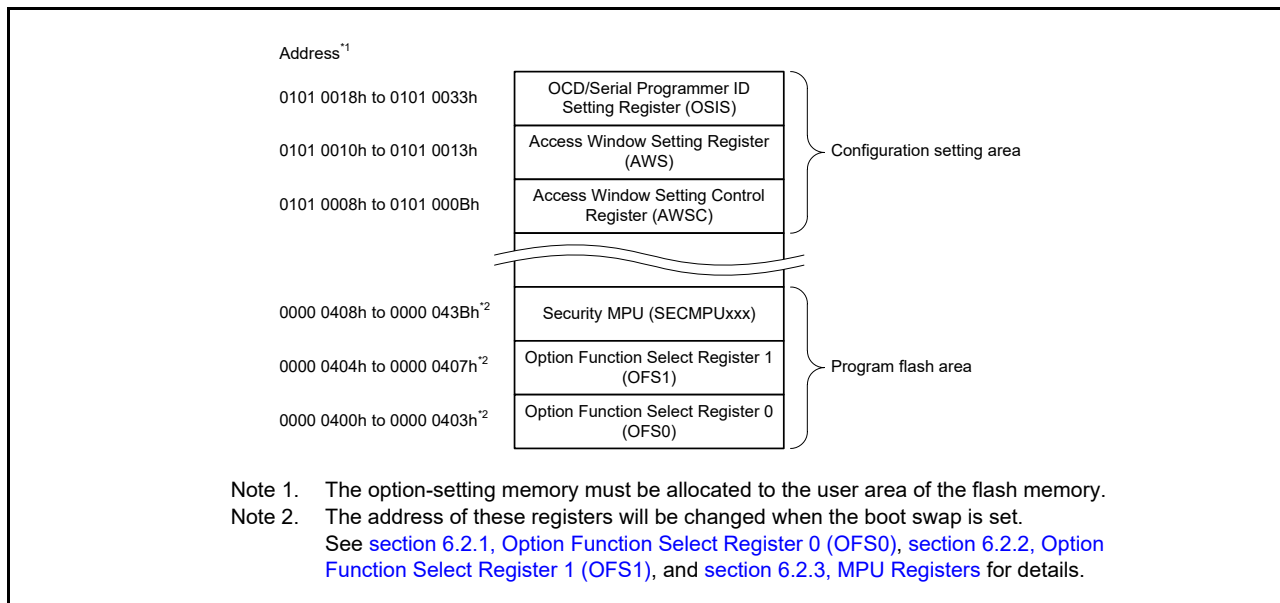 Address*1
0101 0018h to 0101 0033h
OCD/Serial Programmer ID
Setting Register (OSIS)
0101 0010h to 0101 0013h
Access Window Setting Register
(AWS)
Configuration setting area
0101 0008h to 0101 000Bh
Access Window Setting Control
Register (AWSC)
0000 0408h to 0000 043Bh*2
Security MPU (SECMPUxxx)
0000 0404h to 0000 0407h*2
Option Function Select Register 1
(OFS1)
Program flash area
0000 0400h to 0000 0403h*2
Option Function Select Register 0
(OFS0)
Note 1. The option-setting memory must be allocated to the user area of the flash memory.
Note 2. The address of these registers will be changed when the boot swap is set.
See section 6.2.1, Option Function Select Register 0 (OFS0), section 6.2.2, Option
Function Select Register 1 (OFS1), and section 6.2.3, MPU Registers for details.